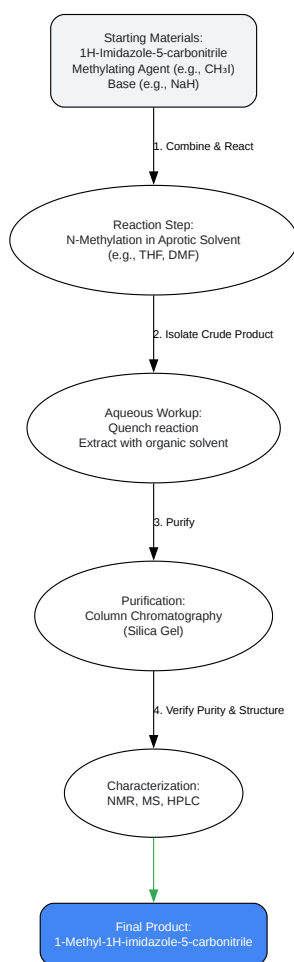 Starting Materials:
1H-Imidazole-5-carbonitrile
Methylating Agent (e.g., CH₃I)
Base (e.g., NaH)
1. Combine & React
Reaction Step:
N-Methylation in Aprotic Solvent
(e.g., THF, DMF)
2. Isolate Crude Product
Aqueous Workup:
Quench reaction
Extract with organic solvent
3. Purify
Purification:
Column Chromatography
(Silica Gel)
4. Verify Purity & Structure
Characterization:
NMR, MS, HPLC
Final Product:
1-Methyl-1H-imidazole-5-carbonitrile